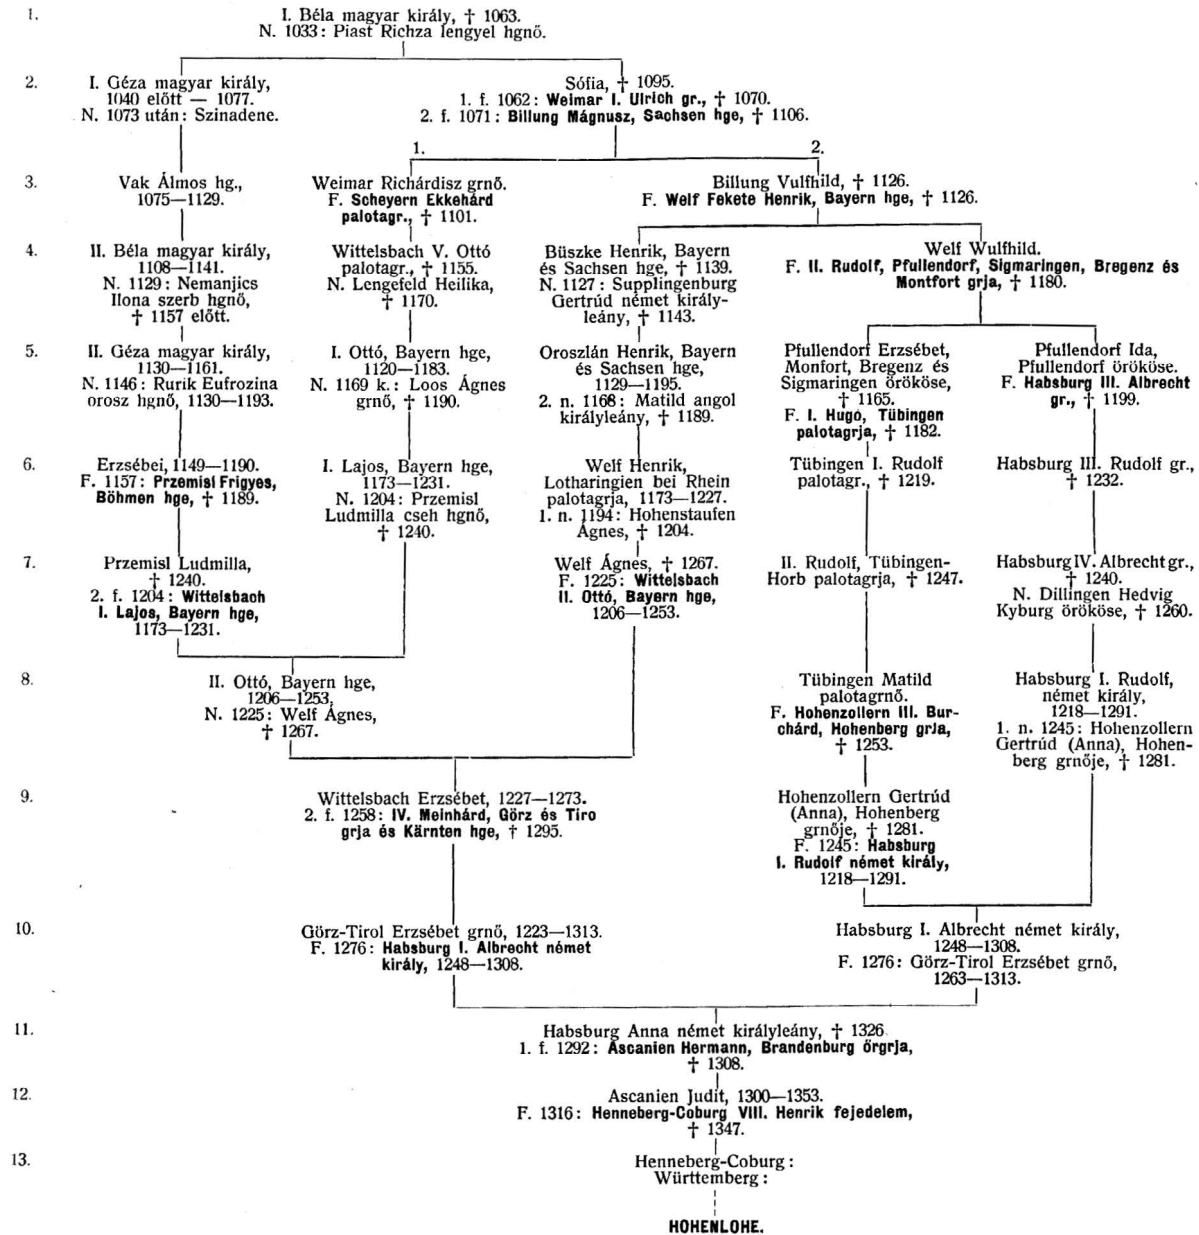 1.
I. Béla magyar király, † 1063.
N. 1033: Piast Richza lengyel hgnő.
2.
I. Géza magyar király,
1040 előtt — 1077.
N. 1073 után: Szinadene.
Sófia, † 1095.
1. f. 1062: Weimar I. Ulrich gr., † 1070.
2. f. 1071: Billung Mágnusz, Sachsen hge, † 1106.
1.
2.
3.
Vak Álmos hg.,
1075—1129.
Weimar Richárdisz grnő.
F. Scheyern Ekkehárd
palotagr., † 1101.
Billung Vulfhild, † 1126.
F. Welf Fekete Henrik, Bayern hge, † 1126.
4.
II. Béla magyar király,
1108—1141.
N. 1129: Nemanjics
Ilona szerb hgnő,
† 1157 előtt.
Wittelsbach V. Ottó
palotagr., † 1155.
N. Lengefeld Heilika,
† 1170.
Büszke Henrik, Bayern
és Sachsen hge, † 1139.
N. 1127: Supplingenburg
Gertrúd német király-
leány, † 1143.
Welf Wulfhild.
F. II. Rudolf, Pfullendorf, Sigmaringen, Bregenz és
Montfort grja, † 1180.
5.
II. Géza magyar király,
1130—1161.
N. 1146: Rurik Eufrozina
orosz hgnő, 1130—1193.
I. Ottó, Bayern hge,
1120—1183.
N. 1169 k.: Loos Ágnes
grnő, † 1190.
Oroszlán Henrik, Bayern
és Sachsen hge,
1129—1195.
2. n. 1168: Matild angol
királyleány, † 1189.
Pfullendorf Erzsébet,
Monfort, Bregenz és
Sigmaringen örököse,
† 1165.
F. I. Hugó, Tübingen
palotagrja, † 1182.
Pfullendorf Ida,
Pfullendorf örököse.
F. Habsburg III. Albrecht
gr., † 1199.
6.
Erzsébei, 1149—1190.
F. 1157: Przemisl Frigyes,
Böhmen hge, † 1189.
I. Lajos, Bayern hge,
1173—1231.
N. 1204: Przemisl
Ludmilla cseh hgnő,
† 1240.
Welf Henrik,
Lotharingien bei Rhein
palotagrja, 1173—1227.
1. n. 1194: Hohenstaufen
Ágnes, † 1204.
Tübingen I. Rudolf
palotagr., † 1219.
Habsburg III. Rudolf gr.,
† 1232.
7.
Przemisl Ludmilla,
† 1240.
2. f. 1204: Wittelsbach
I. Lajos, Bayern hge,
1173—1231.
Welf Ágnes, † 1267.
F. 1225: Wittelsbach
II. Ottó, Bayern hge,
1206—1253.
II. Rudolf, Tübingen-
Horb palotagrja, † 1247.
Habsburg IV. Albrecht gr.,
† 1240.
N. Dillingen Hedvig
Kyburg örököse, † 1260.
8.
II. Ottó, Bayern hge,
1206—1253,
N. 1225: Welf Ágnes,
† 1267.
Tübingen Matild
palotagrnő.
F. Hohenzollern III. Bur-
chárd, Hohenberg grja,
† 1253.
Habsburg I. Rudolf,
német király,
1218—1291.
1. n. 1245: Hohenzollern
Gertrúd (Anna), Hohen-
berg grnője, † 1281.
9.
Wittelsbach Erzsébet, 1227—1273.
2. f. 1258: IV. Meinhárd, Görz és Tiro
grja és Kärnten hge, † 1295.
Hohenzollern Gertrúd
(Anna), Hohenberg
grnője, † 1281.
F. 1245: Habsburg
I. Rudolf német király,
1218—1291.
10.
Görz-Tirol Erzsébet grnő, 1223—1313.
F. 1276: Habsburg I. Albrecht német
király, 1248—1308.
Habsburg I. Albrecht német király,
1248—1308.
F. 1276: Görz-Tirol Erzsébet grnő,
1263—1313.
11.
Habsburg Anna német királyleány, † 1326
1. f. 1292: Ascanien Hermann, Brandenburg őrgrja,
† 1308.
12.
Ascanien Judit, 1300—1353.
F. 1316: Henneberg-Coburg VIII. Henrik fejedelem,
† 1347.
13.
Henneberg-Coburg:
Württemberg:
HOHENLOHE.